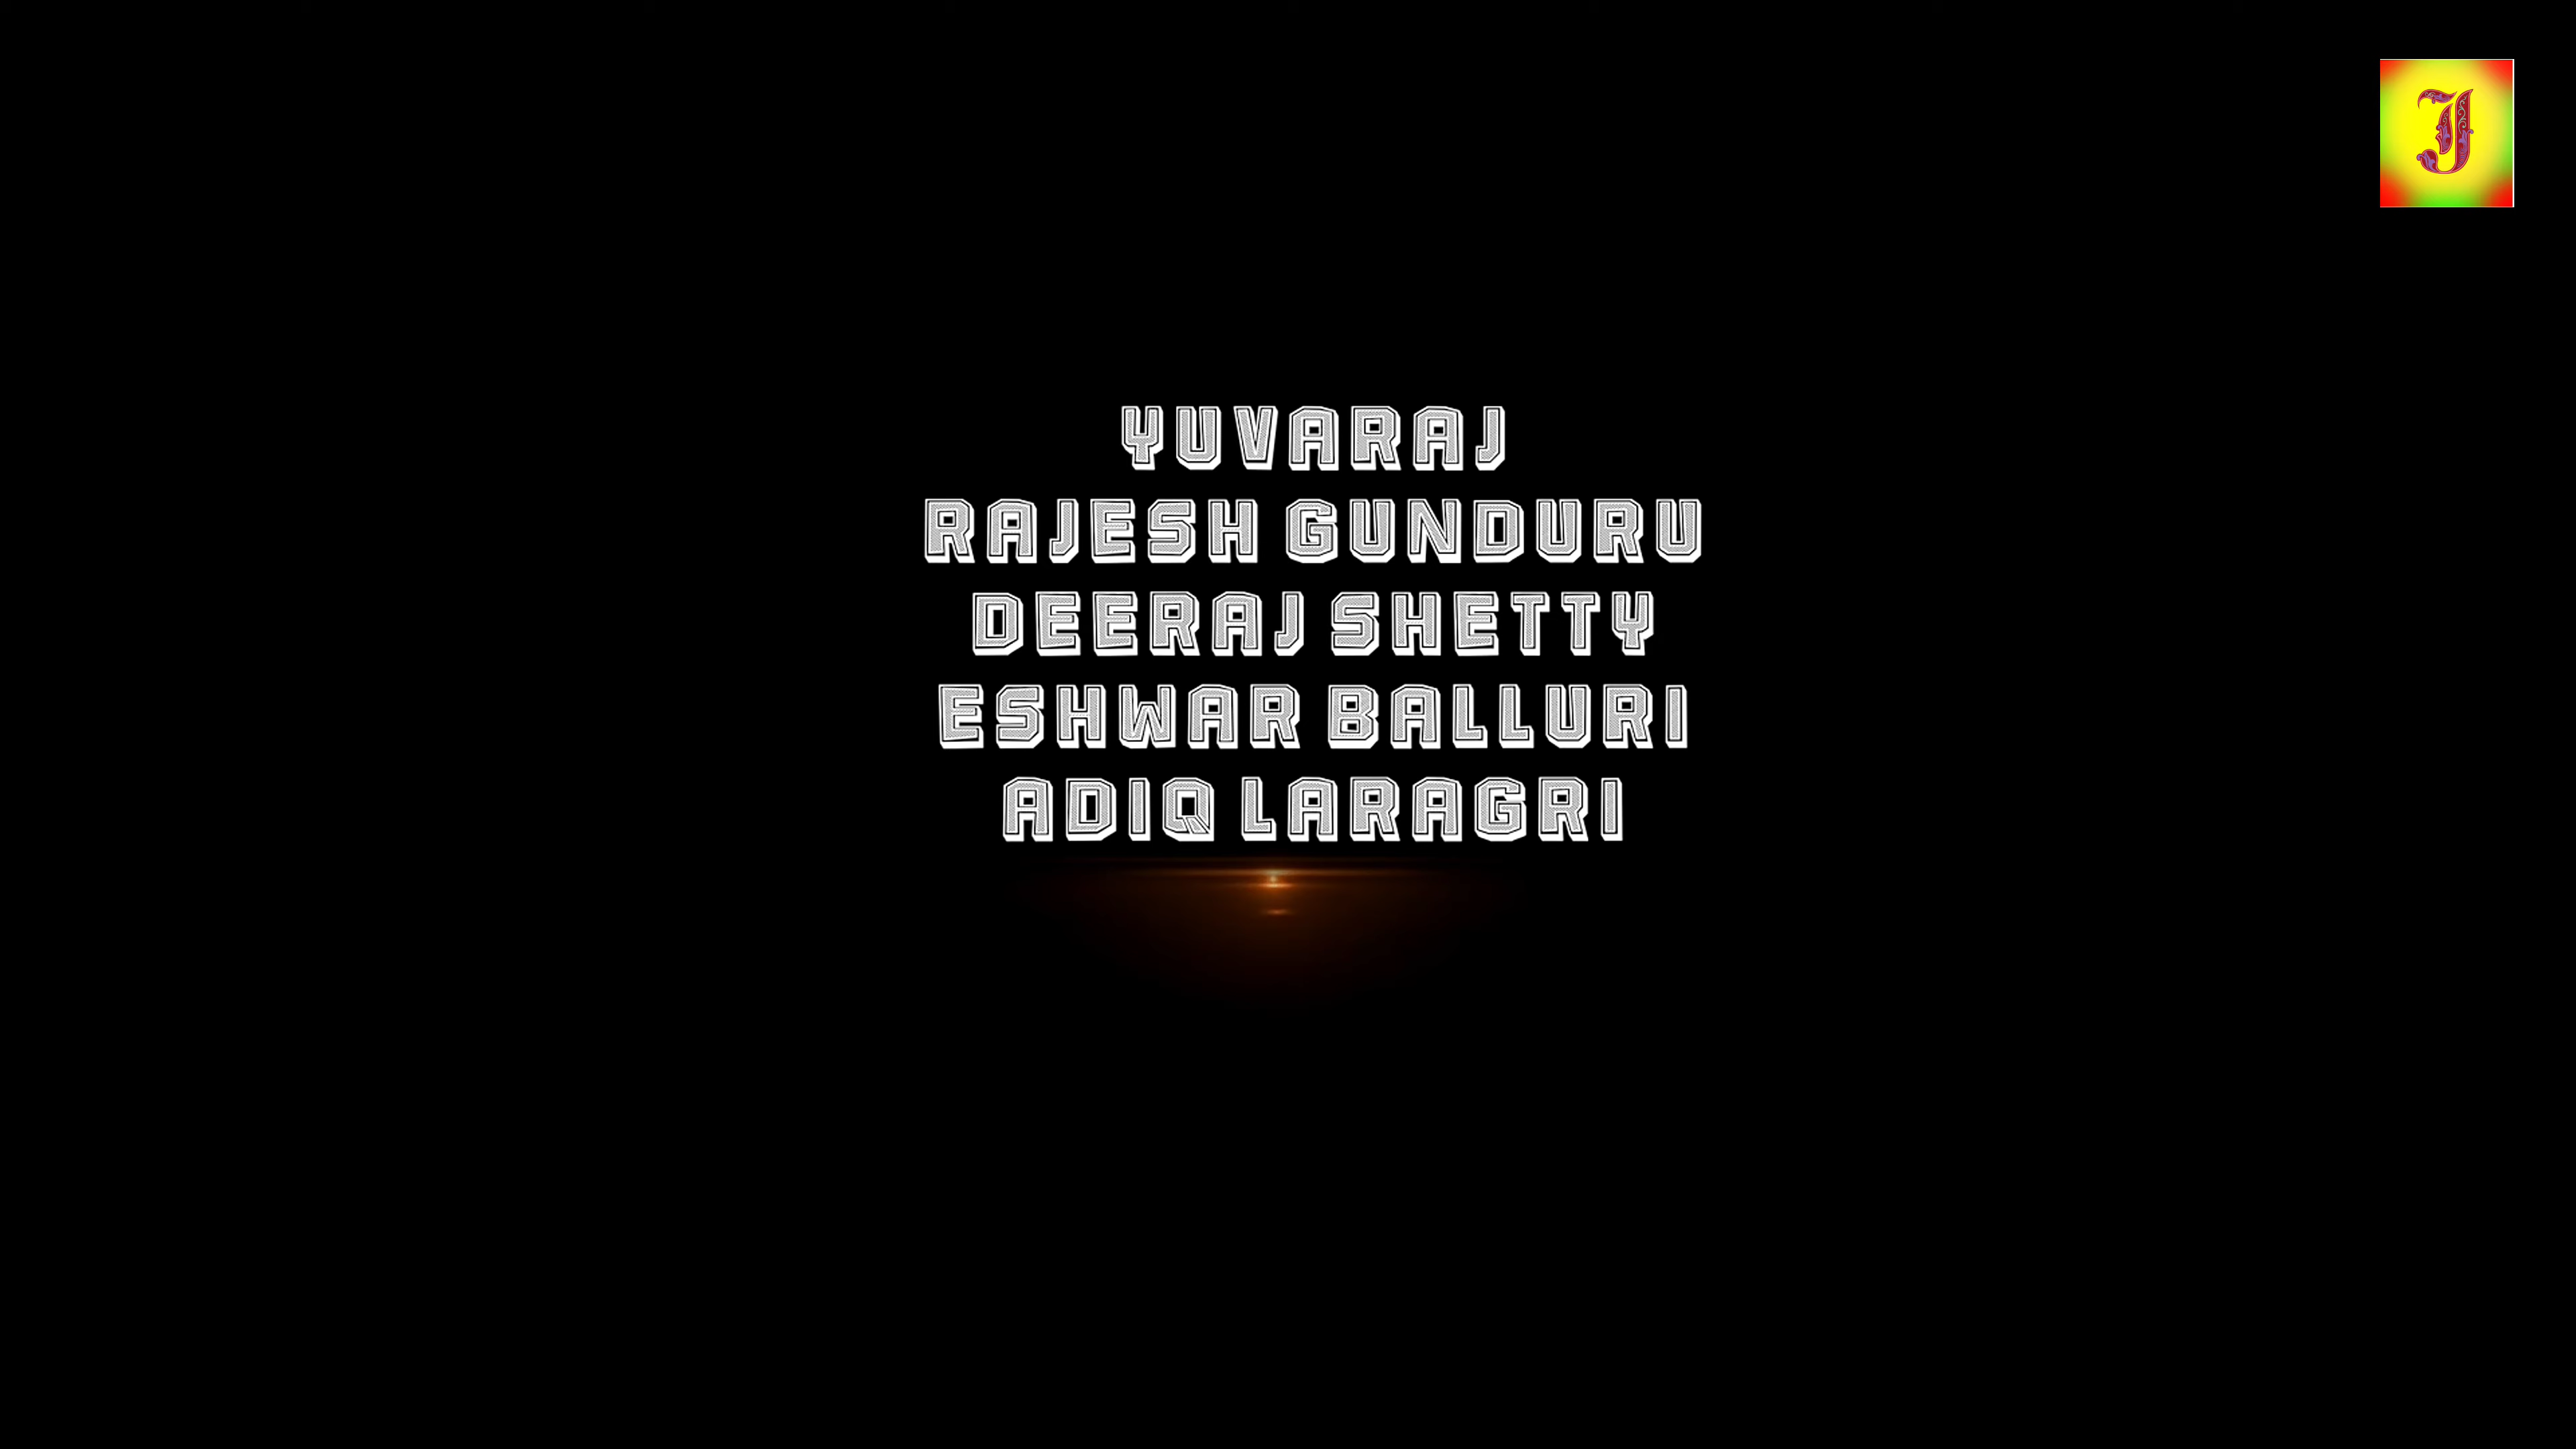 J
YUVARAJ
RAJESH GUNDURU
DEERAJ SHETTY
ESHWAR BALLURI
ADIQ LARAGRI